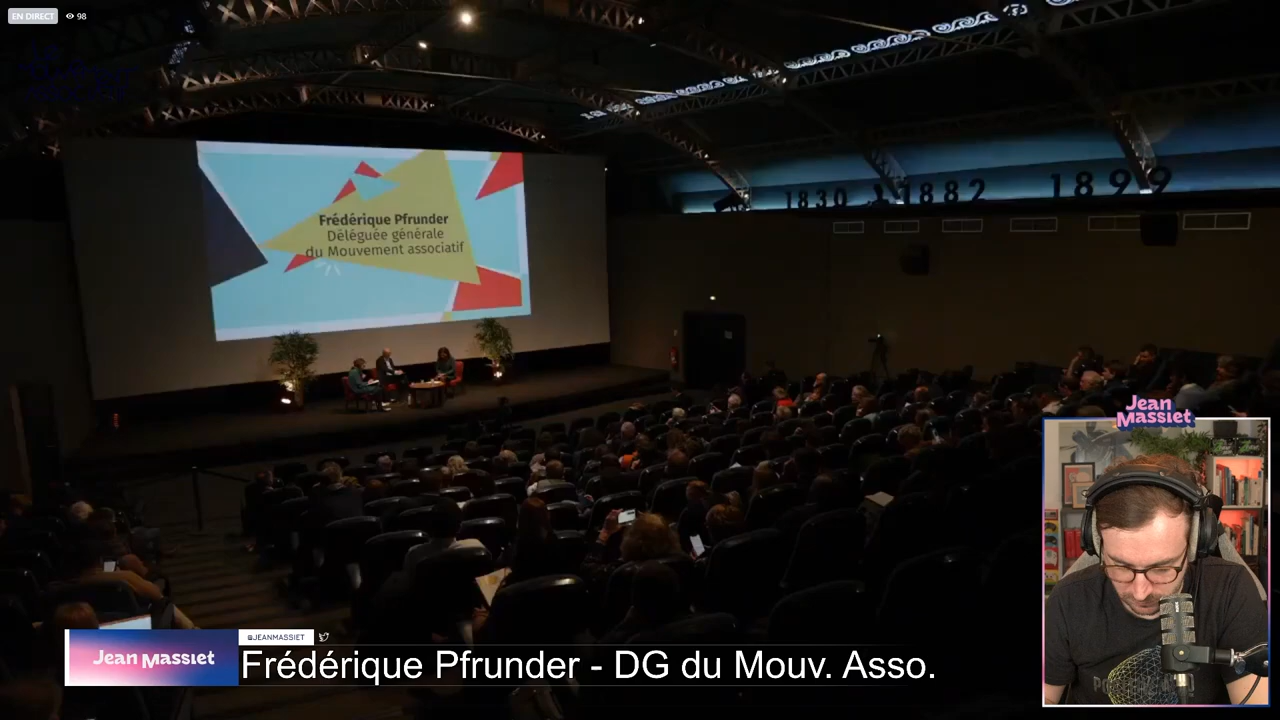 EN DIRECT 98
1830 1882 1899
Frédérique Pfrunder
Déléguée générale
du Mouvement associatif
Jean
Massiet
@JEANMASSIET
Jean Massiet
Frédérique Pfrunder - DG du Mouv. Asso.